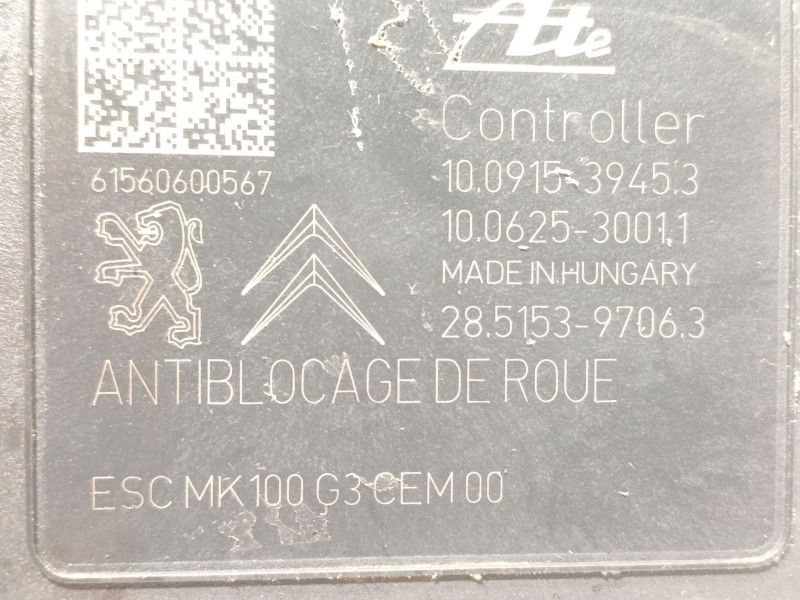 Ate
Controller
61560600567
10.0915-3945.3
10.0625-3001.1
MADE IN HUNGARY
28.5153-9706.3
ANTIBLOCAGE DE ROUE
ESC MK100 G3 CEM 00